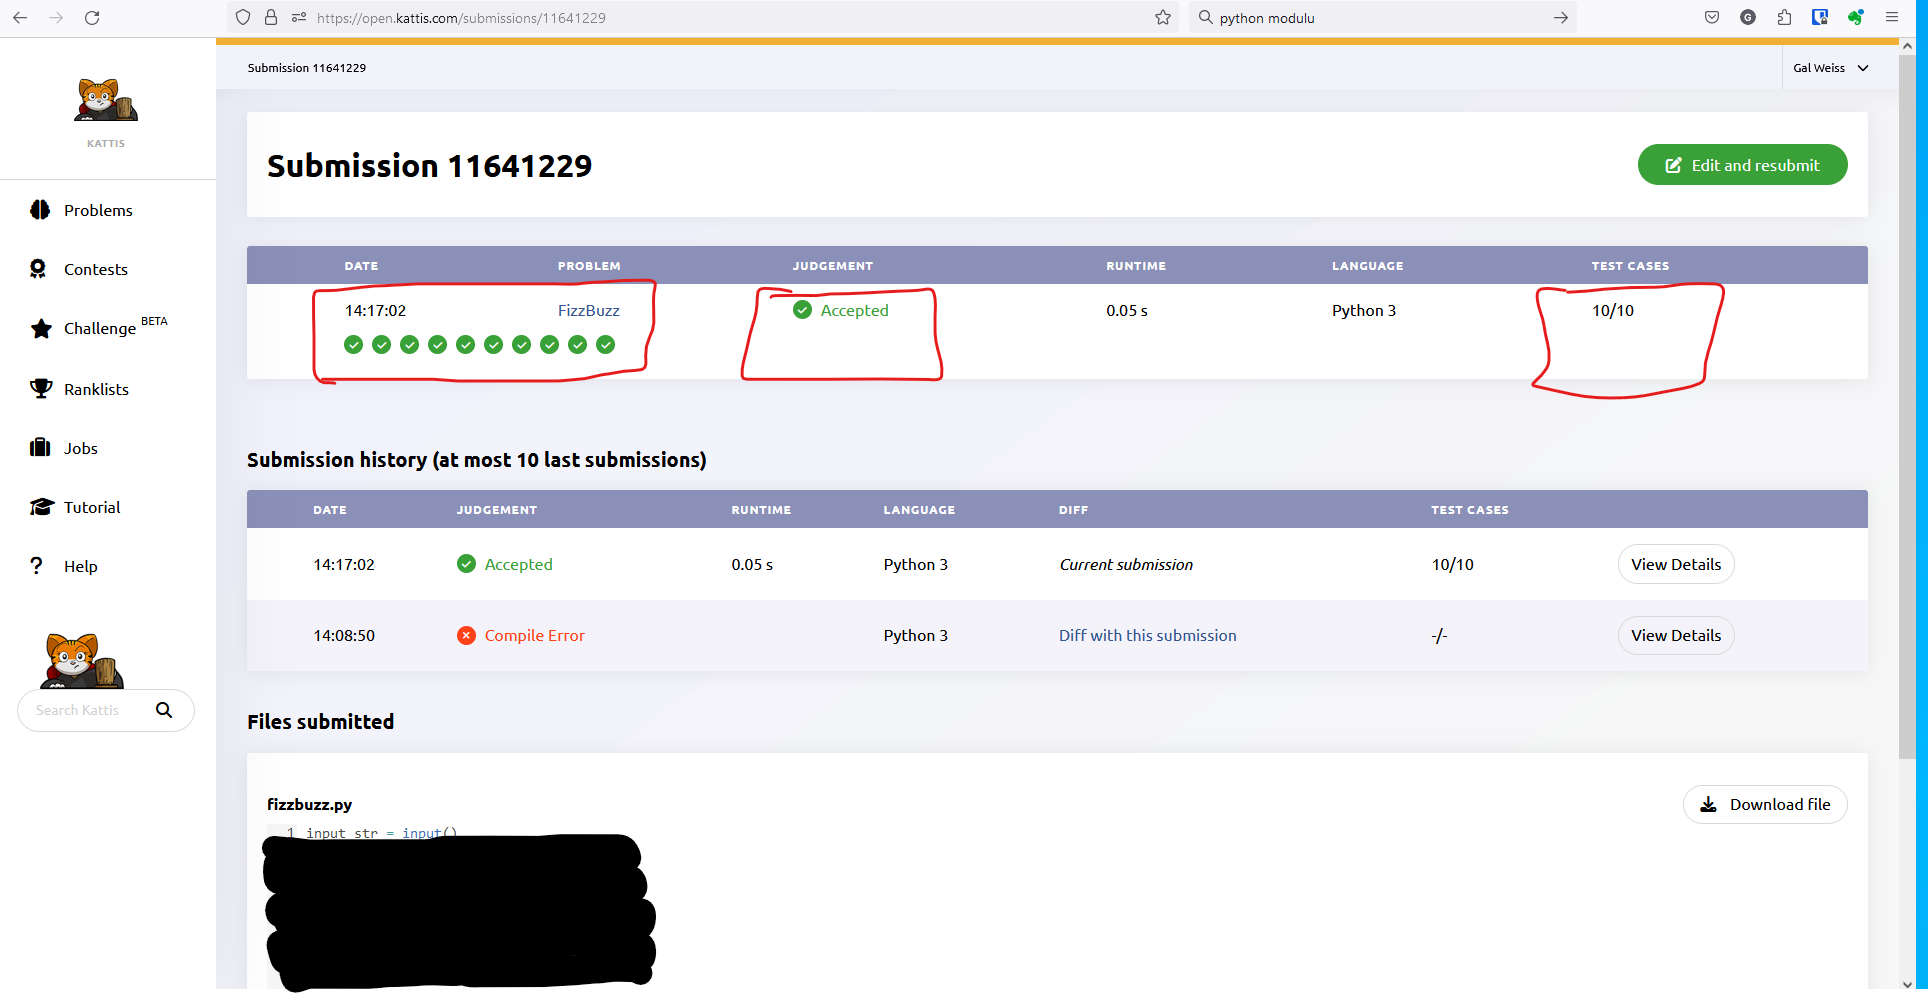 https://open.kattis.com/submissions/11641229
python modulu
G
Submission 11641229
Gal Weiss
KATTIS
Submission 11641229
Edit and resubmit
Problems
Contests
Challenge BETA
Ranklists
Jobs
Tutorial
? Help
Search Kattis
DATE PROBLEM JUDGEMENT RUNTIME LANGUAGE TEST CASES
14:17:02 FizzBuzz Accepted 0.05 s Python 3 10/10
Submission history (at most 10 last submissions)
DATE JUDGEMENT RUNTIME LANGUAGE DIFF TEST CASES
14:17:02 Accepted 0.05 s Python 3 Current submission 10/10 View Details
14:08:50 Compile Error Python 3 Diff with this submission -/- View Details
Files submitted
fizzbuzz.py
Download file
1 input_str = input()